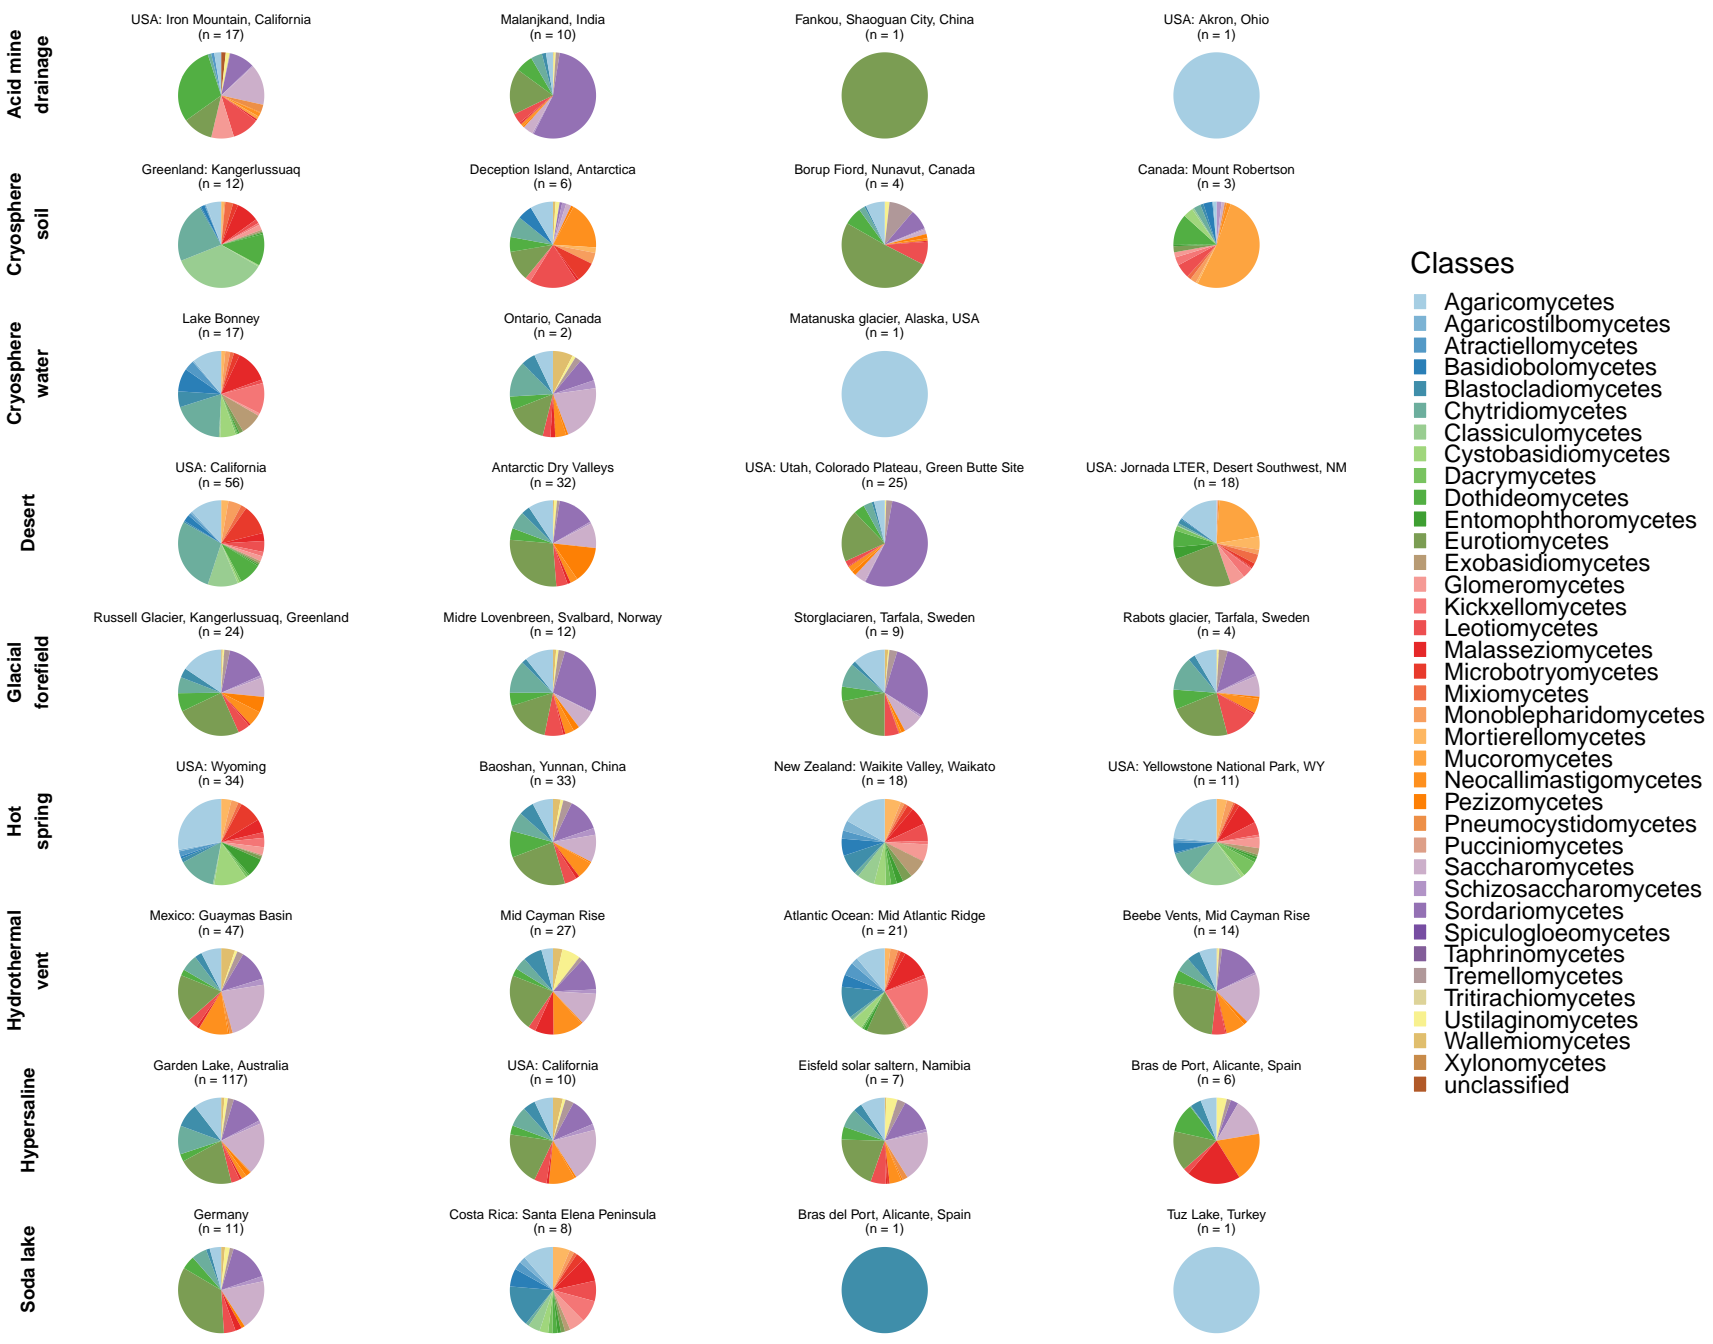 Acid mine
drainage
USA: Iron Mountain, California
(n = 17)
Malanjkand, India
(n = 10)
Fankou, Shaoguan City, China
(n = 1)
USA: Akron, Ohio
(n = 1)
Cryosphere
soil
Greenland: Kangerlussuaq
(n = 12)
Deception Island, Antarctica
(n = 6)
Borup Fiord, Nunavut, Canada
(n = 4)
Canada: Mount Robertson
(n = 3)
Cryosphere
water
Lake Bonney
(n = 17)
Ontario, Canada
(n = 2)
Matanuska glacier, Alaska, USA
(n = 1)
Desert
USA: California
(n = 56)
Antarctic Dry Valleys
(n = 32)
USA: Utah, Colorado Plateau, Green Butte Site
(n = 25)
USA: Jornada LTER, Desert Southwest, NM
(n = 18)
Glacial
forefield
Russell Glacier, Kangerlussuaq, Greenland
(n = 24)
Midre Lovenbreen, Svalbard, Norway
(n = 12)
Storglaciaren, Tarfala, Sweden
(n = 9)
Rabots glacier, Tarfala, Sweden
(n = 4)
Hot
spring
USA: Wyoming
(n = 34)
Baoshan, Yunnan, China
(n = 33)
New Zealand: Waikite Valley, Waikato
(n = 18)
USA: Yellowstone National Park, WY
(n = 11)
Hydrothermal
vent
Mexico: Guaymas Basin
(n = 47)
Mid Cayman Rise
(n = 27)
Atlantic Ocean: Mid Atlantic Ridge
(n = 21)
Beebe Vents, Mid Cayman Rise
(n = 14)
Hypersaline
Garden Lake, Australia
(n = 117)
USA: California
(n = 10)
Eisfeld solar saltern, Namibia
(n = 7)
Bras de Port, Alicante, Spain
(n = 6)
Soda lake
Germany
(n = 11)
Costa Rica: Santa Elena Peninsula
(n = 8)
Bras del Port, Alicante, Spain
(n = 1)
Tuz Lake, Turkey
(n = 1)
Classes
Agaricomycetes
Agaricostilbomycetes
Atractiellomycetes
Basidiobolomycetes
Blastocladiomycetes
Chytridiomycetes
Classiculomycetes
Cystobasidiomycetes
Dacrymycetes
Dothideomycetes
Entomophthoromycetes
Eurotiomycetes
Exobasidiomycetes
Glomeromycetes
Kickxellomycetes
Leotiomycetes
Malasseziomycetes
Microbotryomycetes
Mixiomycetes
Monoblepharidomycetes
Mortierellomycetes
Mucoromycetes
Neocallimastigomycetes
Pezizomycetes
Pneumocystidomycetes
Pucciniomycetes
Saccharomycetes
Schizosaccharomycetes
Sordariomycetes
Spiculogloeomycetes
Taphrinomycetes
Tremellomycetes
Tritirachiomycetes
Ustilaginomycetes
Wallemiomycetes
Xylonomycetes
unclassified